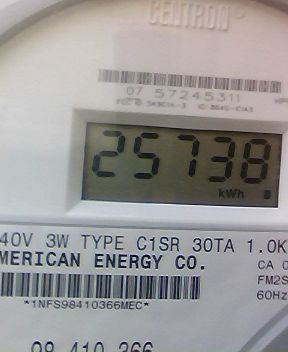 CENTRON
07 57245311
25738
kWh
40V 3W TYPE C1SR 30TA 1.0K
MERICAN ENERGY CO.
CA 0
FM2S
60Hz
*1NFS98410366MEC*
98 410 366